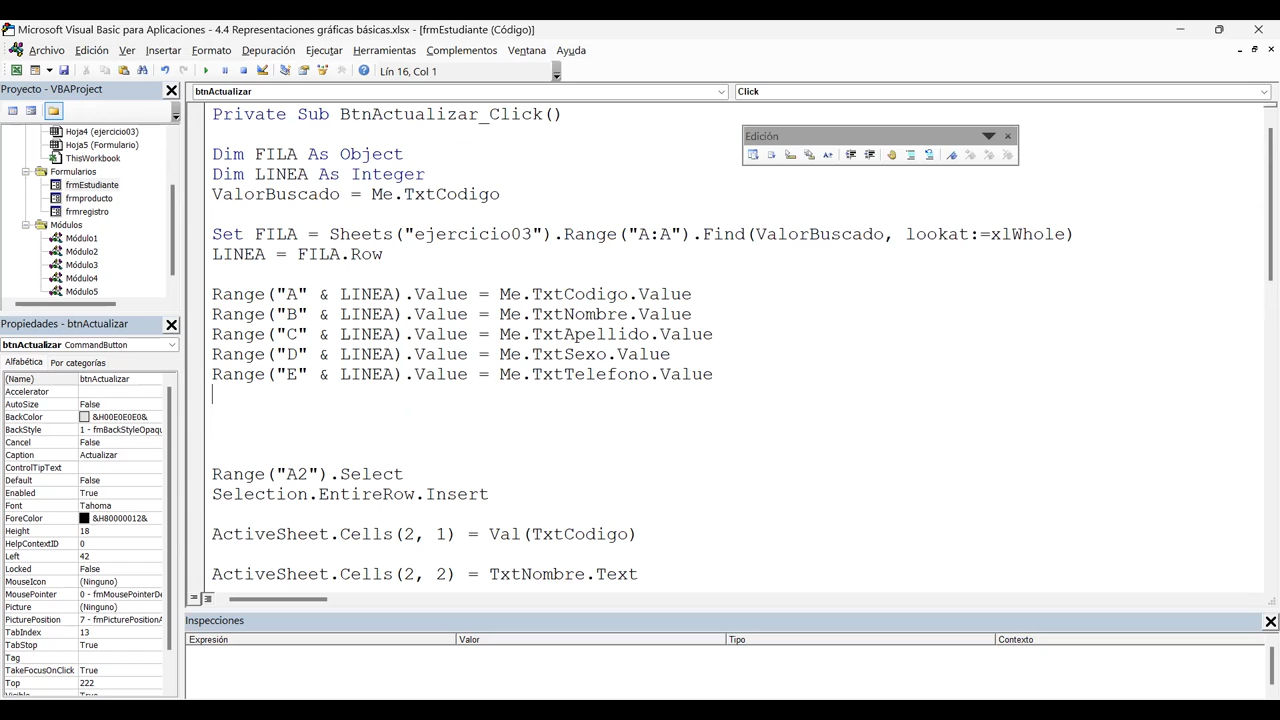 Microsoft Visual Basic para Aplicaciones - 4.4 Representaciones gráficas básicas.xlsx - [frmEstudiante (Código)]
Archivo Edición Ver Insertar Formato Depuración Ejecutar Herramientas Complementos Ventana Ayuda
Lín 16, Col 1
Proyecto - VBAProject
Hoja4 (ejercicio03)
Hoja5 (Formulario)
ThisWorkbook
Formularios
frmEstudiante
frmproducto
frmregistro
Módulos
Módulo1
Módulo2
Módulo3
Módulo4
Módulo5
Propiedades - btnActualizar
btnActualizar CommandButton
Alfabética Por categorías
(Name) btnActualizar
Accelerator
AutoSize False
BackColor &H00E0E0E0&
BackStyle 1 - fmBackStyleOpaqu
Cancel False
Caption Actualizar
ControlTipText
Default False
Enabled True
Font Tahoma
ForeColor &H80000012&
Height 18
HelpContextID 0
Left 42
Locked False
MouseIcon (Ninguno)
MousePointer 0 - fmMousePointerDe
Picture (Ninguno)
PicturePosition 7 - fmPicturePositionA
TabIndex 13
TabStop True
Tag
TakeFocusOnClick True
Top 222
Visible True
btnActualizar Click
Edición
Private Sub BtnActualizar_Click()
Dim FILA As Object
Dim LINEA As Integer
ValorBuscado = Me.TxtCodigo
Set FILA = Sheets("ejercicio03").Range("A:A").Find(ValorBuscado, lookat:=xlWhole)
LINEA = FILA.Row
Range("A" & LINEA).Value = Me.TxtCodigo.Value
Range("B" & LINEA).Value = Me.TxtNombre.Value
Range("C" & LINEA).Value = Me.TxtApellido.Value
Range("D" & LINEA).Value = Me.TxtSexo.Value
Range("E" & LINEA).Value = Me.TxtTelefono.Value
Range("A2").Select
Selection.EntireRow.Insert
ActiveSheet.Cells(2, 1) = Val(TxtCodigo)
ActiveSheet.Cells(2, 2) = TxtNombre.Text
Inspecciones
Expresión Valor Tipo Contexto